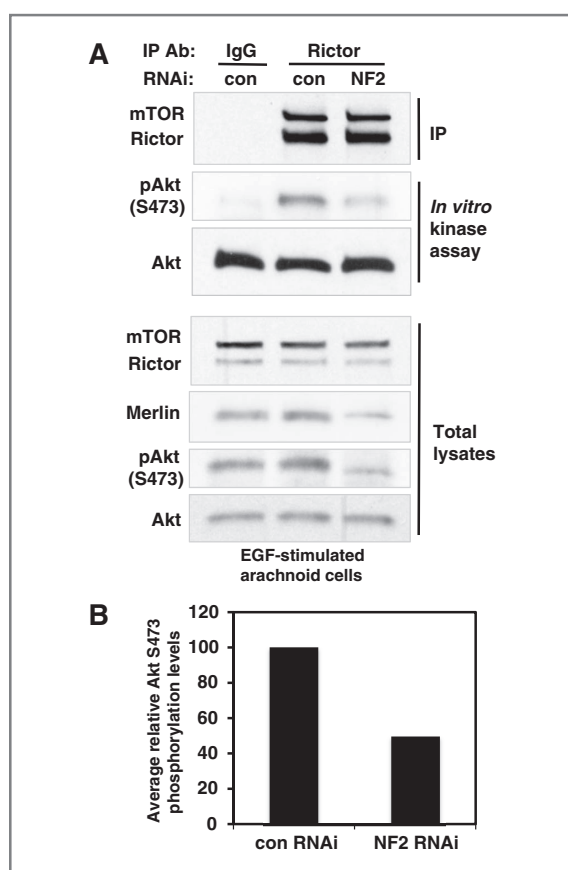 A
IP Ab: IgG Rictor
RNAi: con con NF2
mTOR
Rictor
IP
pAkt
(S473)
In vitro
kinase
assay
Akt
mTOR
Rictor
Merlin
Total
lysates
pAkt
(S473)
Akt
EGF-stimulated
arachnoid cells
B
Average relative Akt S473
phosphorylation levels
120
100
80
60
40
20
0
con RNAi NF2 RNAi